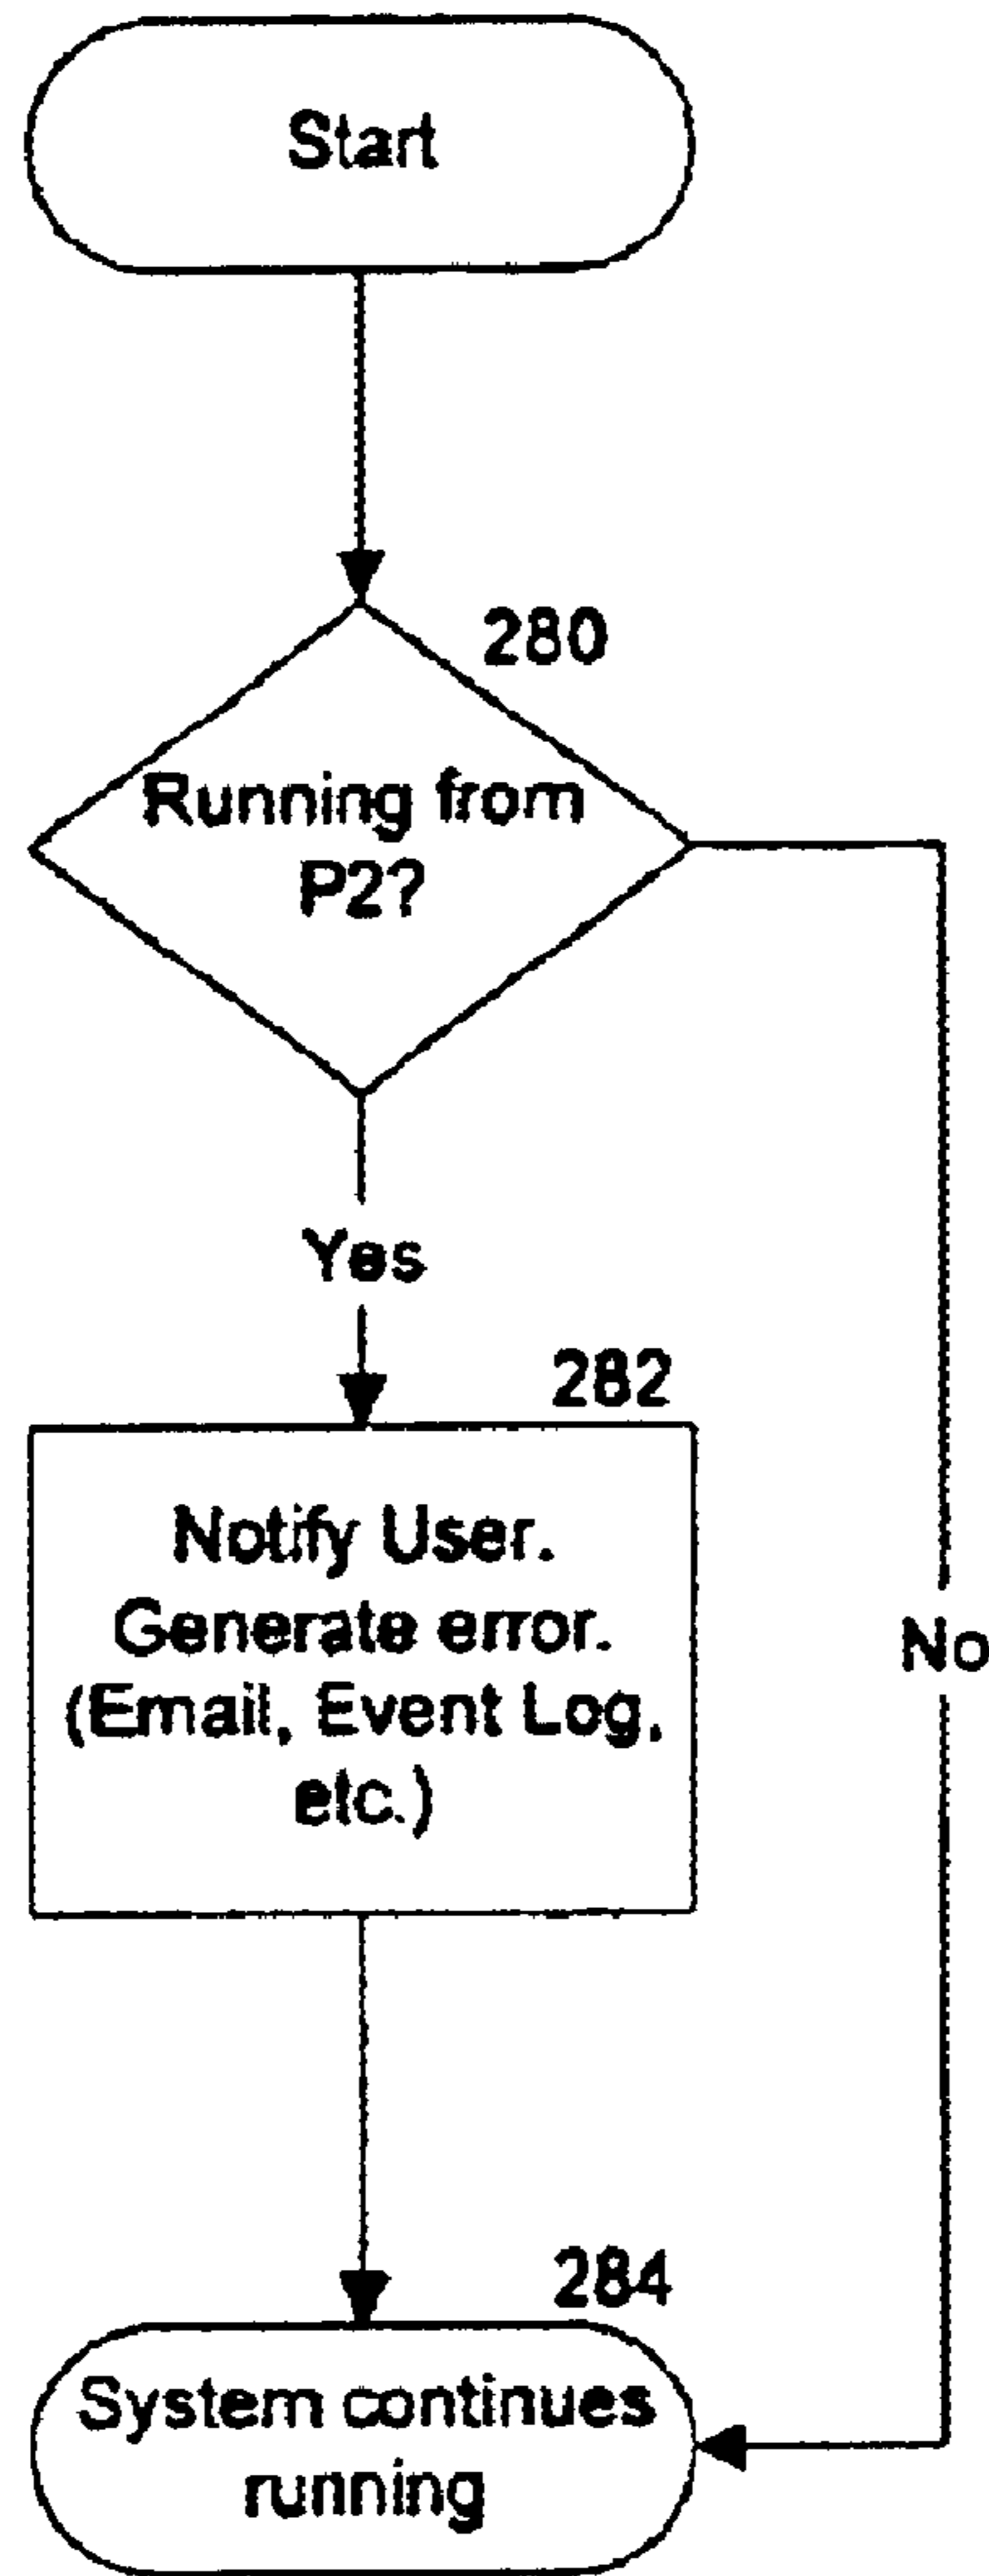 Start
280
Running from
P2?
Yes
282
Notify User.
Generate error.
(Email, Event Log,
etc.)
No
284
System continues
running